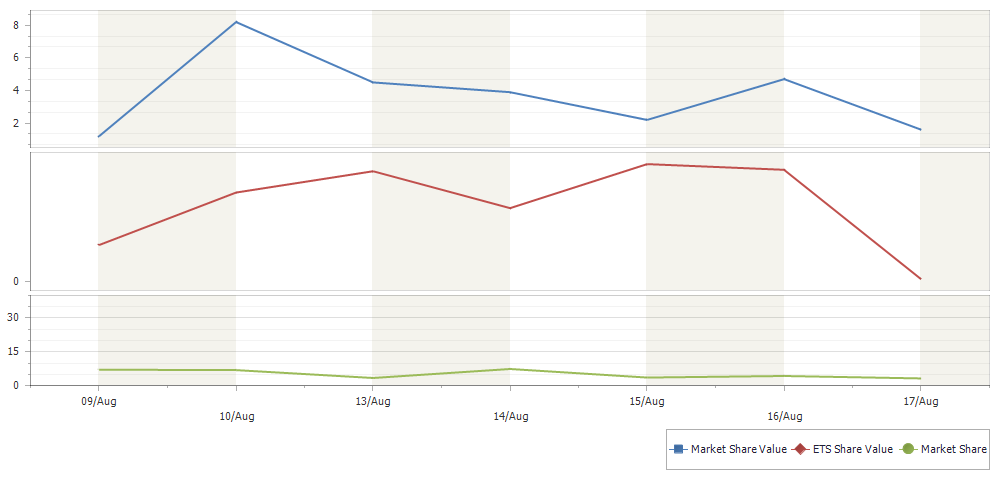 8
6
4
2
0
30
15
0
09/Aug
10/Aug
13/Aug
14/Aug
15/Aug
16/Aug
17/Aug
Market Share Value ETS Share Value Market Share